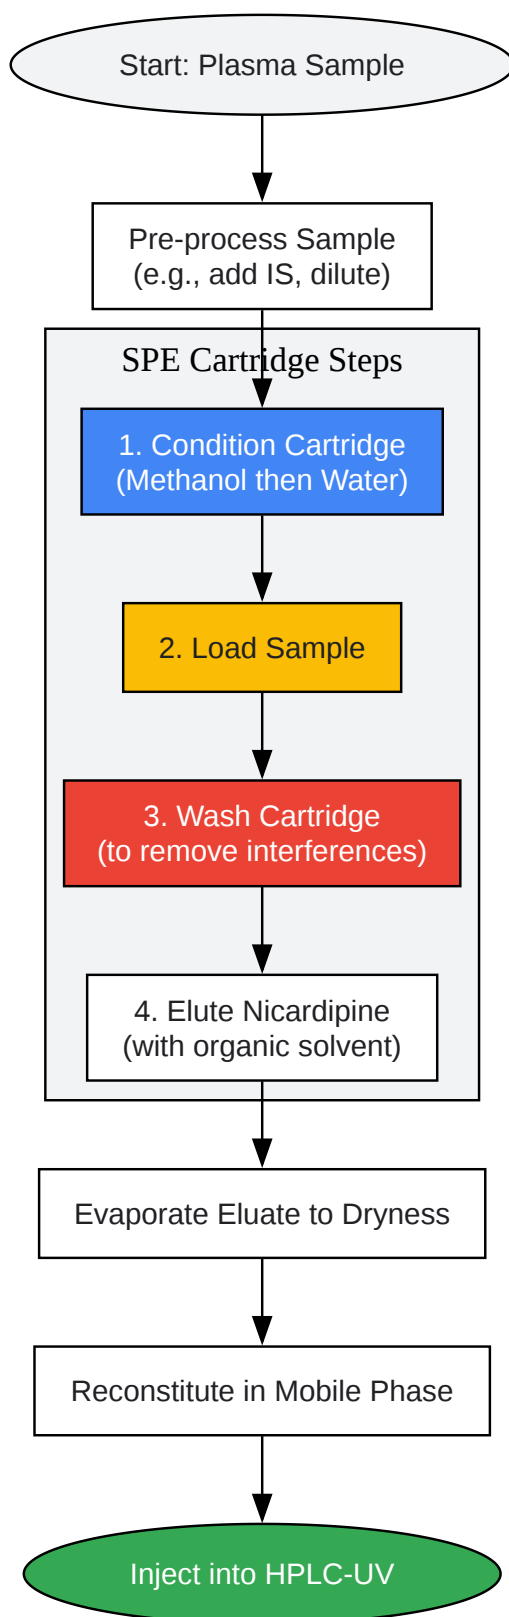 Start: Plasma Sample
Pre-process Sample
(e.g., add IS, dilute)
SPE Cartridge Steps
1. Condition Cartridge
(Methanol then Water)
2. Load Sample
3. Wash Cartridge
(to remove interferences)
4. Elute Nicardipine
(with organic solvent)
Evaporate Eluate to Dryness
Reconstitute in Mobile Phase
Inject into HPLC-UV